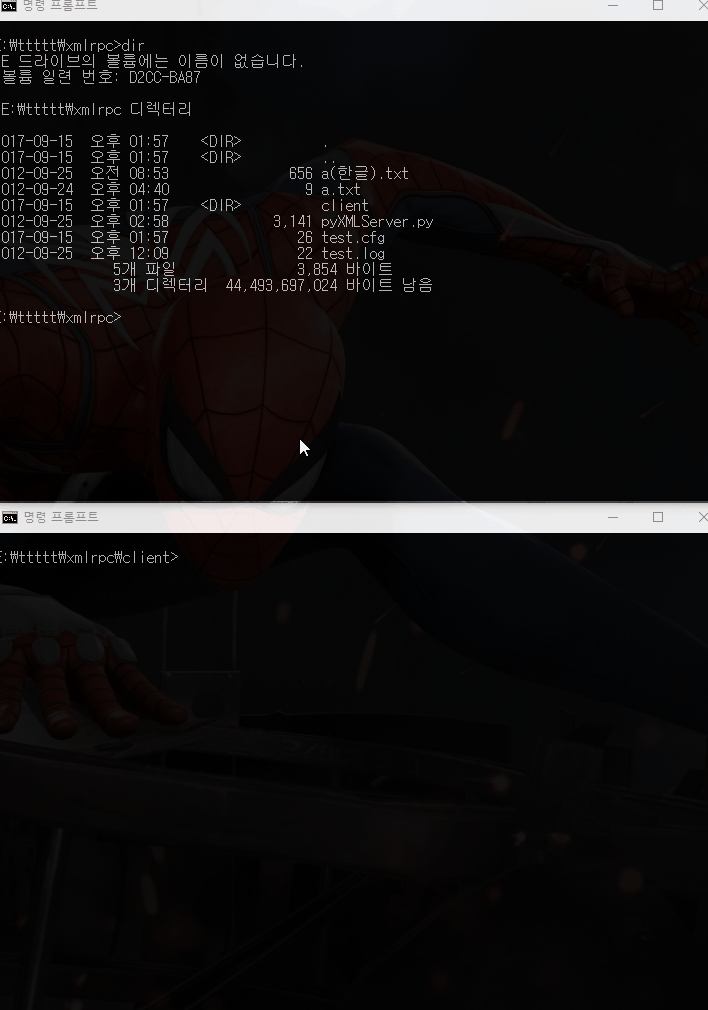 명령 프롬프트
:₩ttttt₩xmlrpc>dir
E 드라이브의 볼륨에는 이름이 없습니다.
볼륨 일련 번호: D2CC-BA87
E:₩ttttt₩xmlrpc 디렉터리
017-09-15 오후 01:57 <DIR> .
017-09-15 오후 01:57 <DIR> ..
012-09-25 오전 08:53 656 a(한글).txt
012-09-24 오후 04:40 9 a.txt
017-09-15 오후 01:57 <DIR> client
012-09-25 오후 02:58 3,141 pyXMLServer.py
017-09-15 오후 01:57 26 test.cfg
012-09-25 오후 12:09 22 test.log
5개 파일 3,854 바이트
3개 디렉터리 44,493,697,024 바이트 남음
:₩ttttt₩xmlrpc>
명령 프롬프트
E:₩ttttt₩xmlrpc₩client>